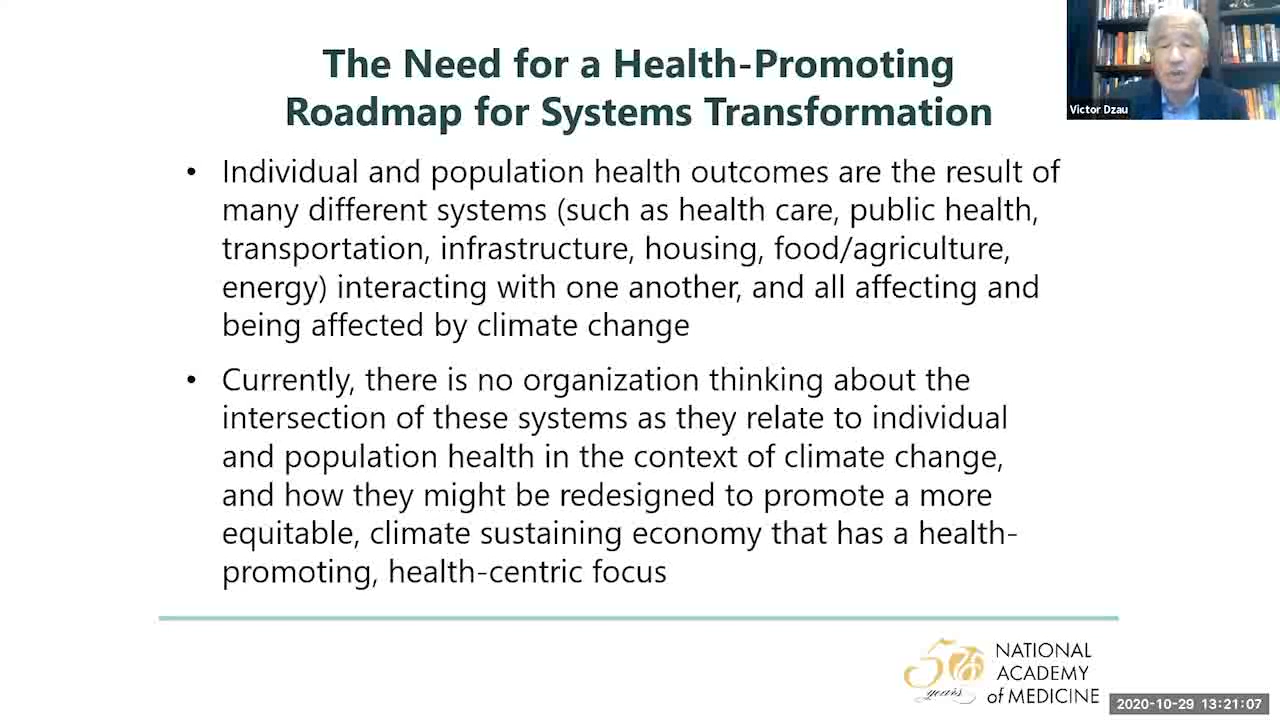 The Need for a Health-Promoting
Roadmap for Systems Transformation
Victor Dzau
• Individual and population health outcomes are the result of
many different systems (such as health care, public health,
transportation, infrastructure, housing, food/agriculture,
energy) interacting with one another, and all affecting and
being affected by climate change
• Currently, there is no organization thinking about the
intersection of these systems as they relate to individual
and population health in the context of climate change,
and how they might be redesigned to promote a more
equitable, climate sustaining economy that has a health-
promoting, health-centric focus
50
years
NATIONAL
ACADEMY
of MEDICINE
2020-10-29 13:21:07